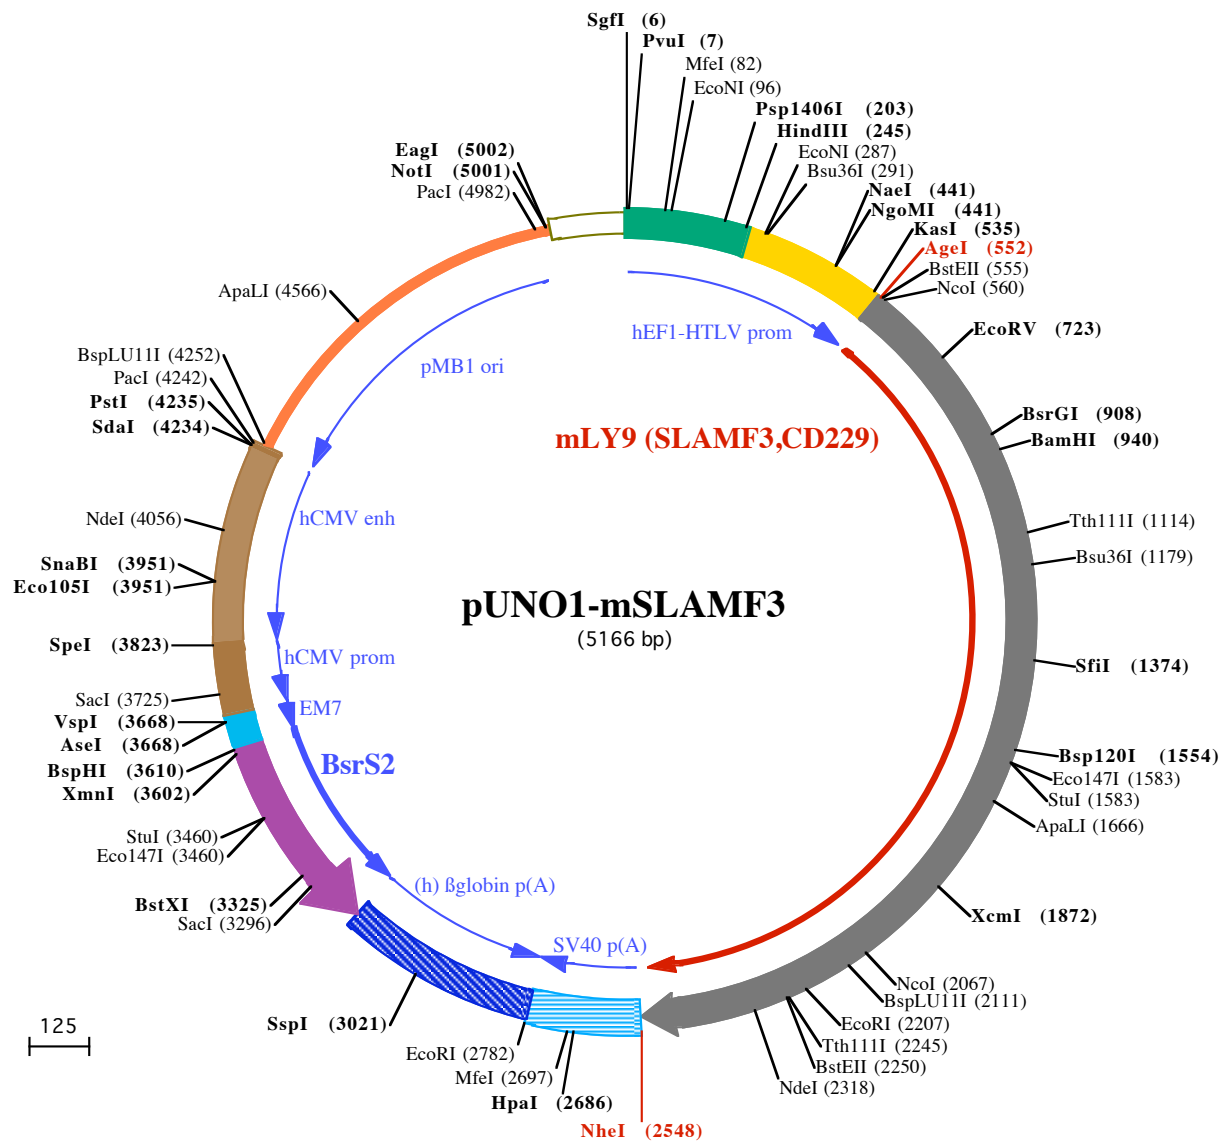 SgfI (6)
PvuI (7)
MfeI (82)
EcoNI (96)
Psp1406I (203)
HindIII (245)
EcoNI (287)
Bsu36I (291)
NaeI (441)
NgoMI (441)
KasI (535)
AgeI (552)
BstEII (555)
NcoI (560)
EcoRV (723)
BsrGI (908)
BamHI (940)
Tth111I (1114)
Bsu36I (1179)
SfiI (1374)
Bsp120I (1554)
Eco147I (1583)
StuI (1583)
ApaLI (1666)
XcmI (1872)
NcoI (2067)
BspLU11I (2111)
EcoRI (2207)
Tth111I (2245)
BstEII (2250)
NdeI (2318)
NheI (2548)
HpaI (2686)
MfeI (2697)
EcoRI (2782)
SspI (3021)
SacI (3296)
BstXI (3325)
Eco147I (3460)
StuI (3460)
XmnI (3602)
BspHI (3610)
AseI (3668)
VspI (3668)
SacI (3725)
SpeI (3823)
Eco105I (3951)
SnaBI (3951)
NdeI (4056)
SdaI (4234)
PstI (4235)
PacI (4242)
BspLU11I (4252)
ApaLI (4566)
PacI (4982)
NotI (5001)
EagI (5002)
hEF1-HTLV prom
pMB1 ori
mLY9 (SLAMF3,CD229)
hCMV enh
pUNO1-mSLAMF3
(5166 bp)
hCMV prom
EM7
BsrS2
(h) ßglobin p(A)
SV40 p(A)
125